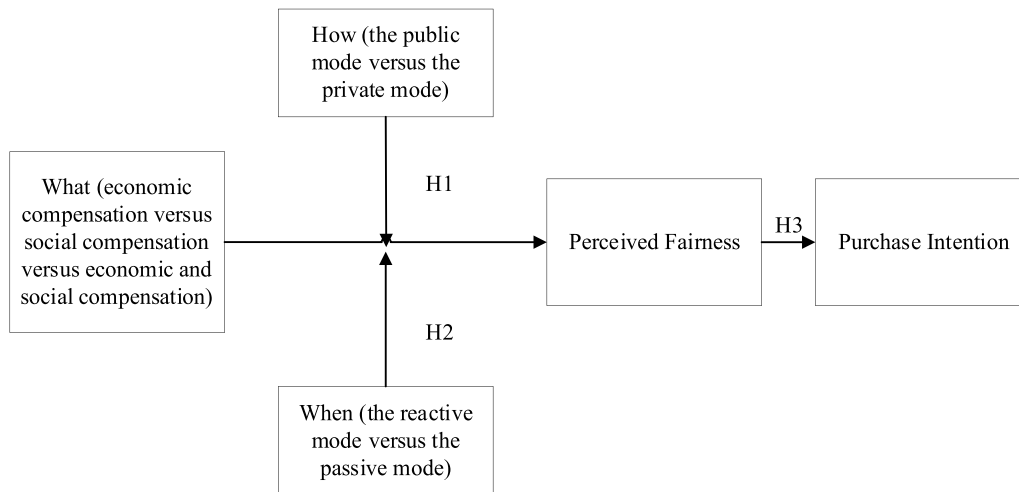 How (the public
mode versus the
private mode)
H1
What (economic
compensation versus
social compensation
versus economic and
social compensation)
Perceived Fairness
H3
Purchase Intention
H2
When (the reactive
mode versus the
passive mode)